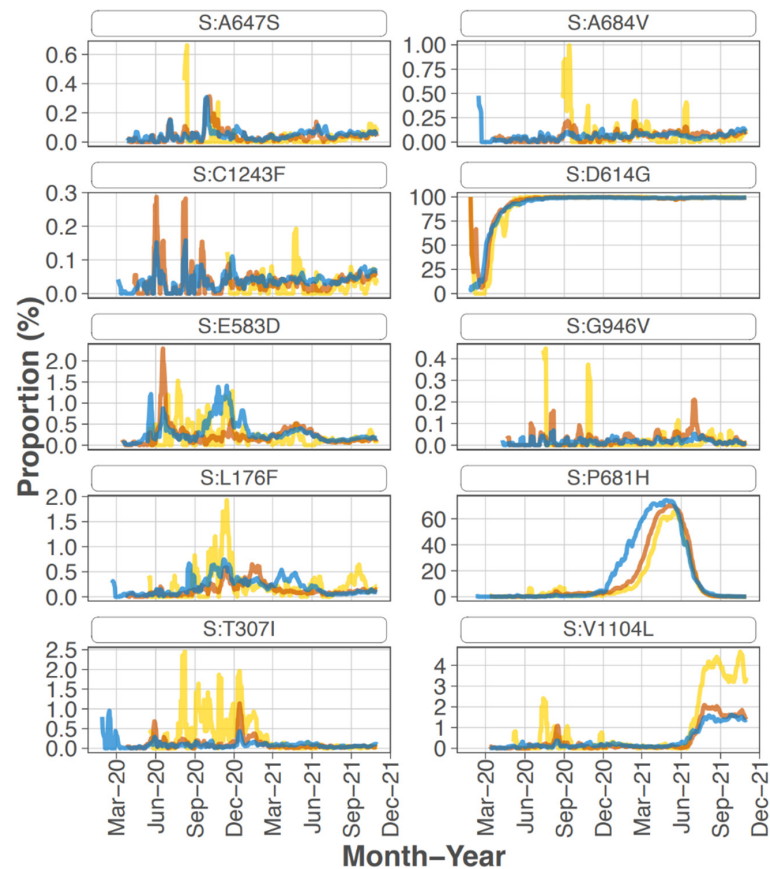 S:A647S
S:A684V
0.6
0.4
0.2
0.0
1.00
0.75
0.50
0.25
0.00
S:C1243F
S:D614G
0.3
0.2
0.1
0.0
100
75
50
25
0
S:E583D
S:G946V
2.0
1.5
1.0
0.5
0.0
0.4
0.3
0.2
0.1
0.0
S:L176F
S:P681H
2.0
1.5
1.0
0.5
0.0
60
40
20
0
S:T307I
S:V1104L
2.5
2.0
1.5
1.0
0.5
0.0
4
3
2
1
0
Proportion (%)
Mar-20
Jun-20
Sep-20
Dec-20
Mar-21
Jun-21
Sep-21
Dec-21
Mar-20
Jun-20
Sep-20
Dec-20
Mar-21
Jun-21
Sep-21
Dec-21
Month-Year